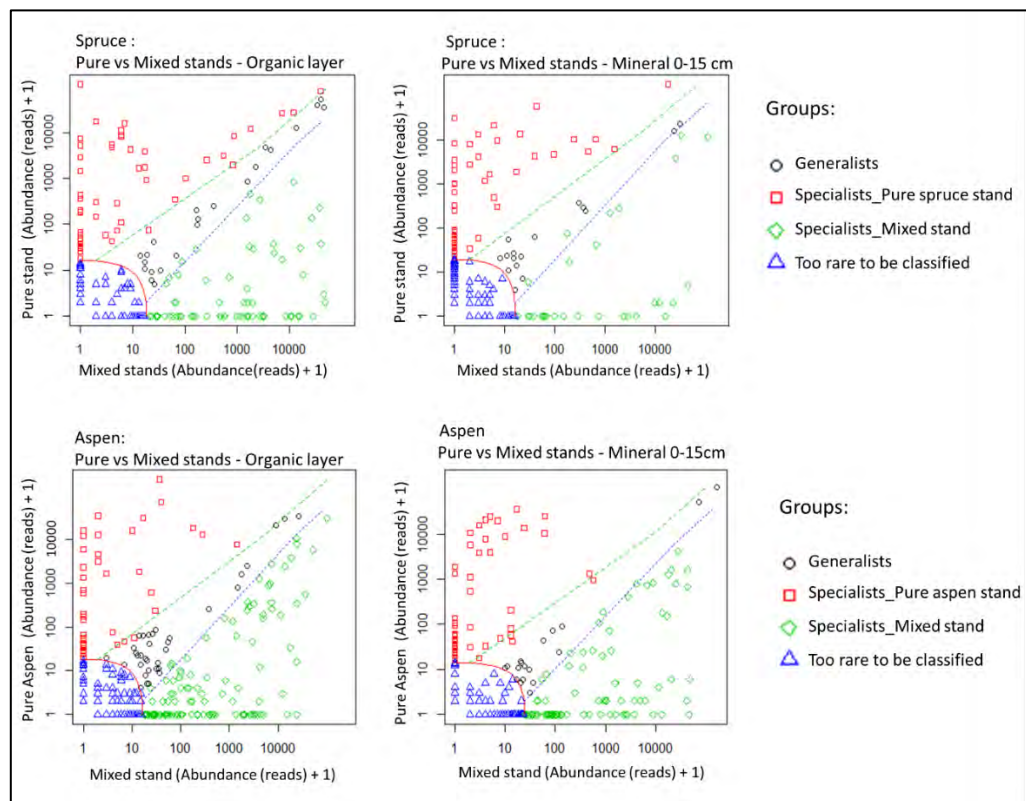 Spruce :
Pure vs Mixed stands - Organic layer
Pure stand (Abundance (reads) + 1)
10000
1000
100
10
1
1 10 100 1000 10000
Mixed stands (Abundance(reads) + 1)
Spruce :
Pure vs Mixed stands - Mineral 0-15 cm
Pure stand (Abundance (reads) + 1)
10000
1000
100
10
1
1 10 100 1000 10000
Mixed stands (Abundance(reads) + 1)
Groups:
Generalists
Specialists_Pure spruce stand
Specialists_Mixed stand
Too rare to be classified
Aspen:
Pure vs Mixed stands - Organic layer
Pure Aspen (Abundance (reads) + 1)
10000
1000
100
10
1
1 10 100 1000 10000
Mixed stand (Abundance (reads) + 1)
Aspen
Pure vs Mixed stands - Mineral 0-15cm
Pure Aspen (Abundance (reads) + 1)
10000
1000
100
10
1
1 10 100 1000 10000
Mixed stand (Abundance (reads) + 1)
Groups:
Generalists
Specialists_Pure aspen stand
Specialists_Mixed stand
Too rare to be classified